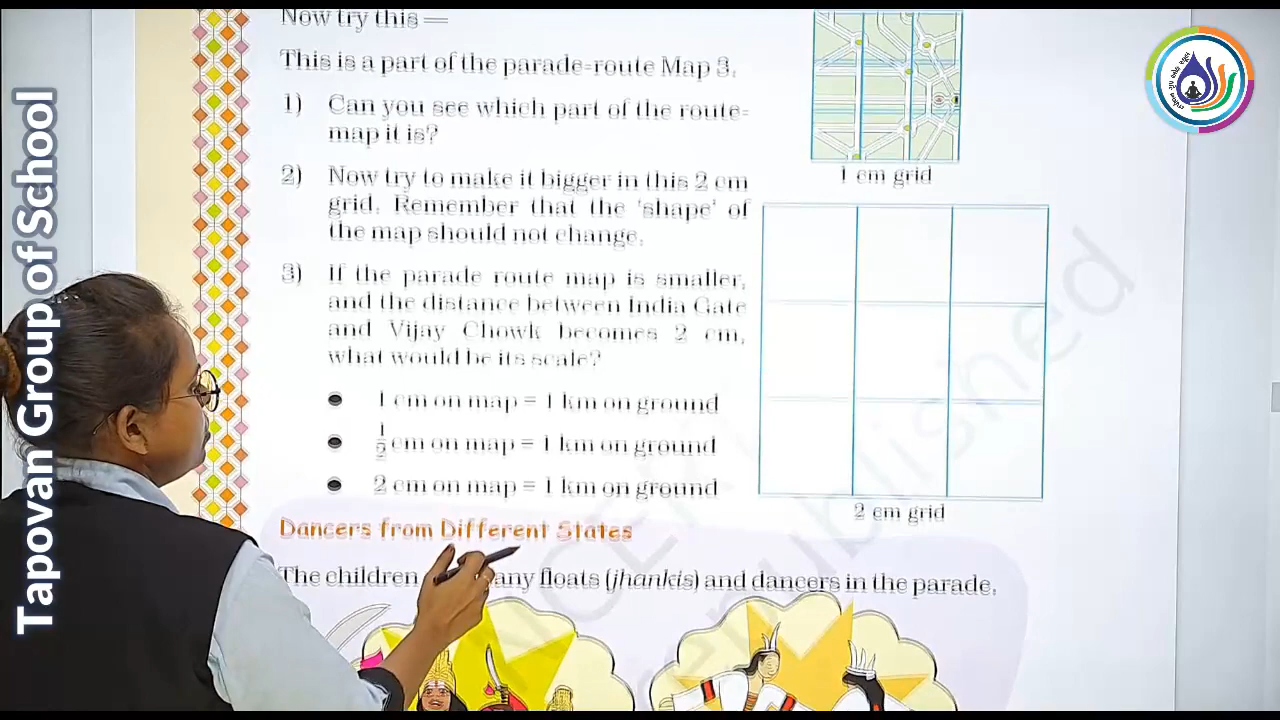 Now try this —
This is a part of the parade-route Map 3.
1) Can you see which part of the route-
map it is?
1 cm grid
2) Now try to make it bigger in this 2 cm
grid. Remember that the 'shape' of
the map should not change.
3) If the parade route map is smaller,
and the distance between India Gate
and Vijay Chowk becomes 2 cm,
what would be its scale?
1 cm on map = 1 km on ground
1/2 cm on map = 1 km on ground
2 cm on map = 1 km on ground
2 cm grid
Dancers from Different States
The children any floats (jhankis) and dancers in the parade.
Tapovan Group of School